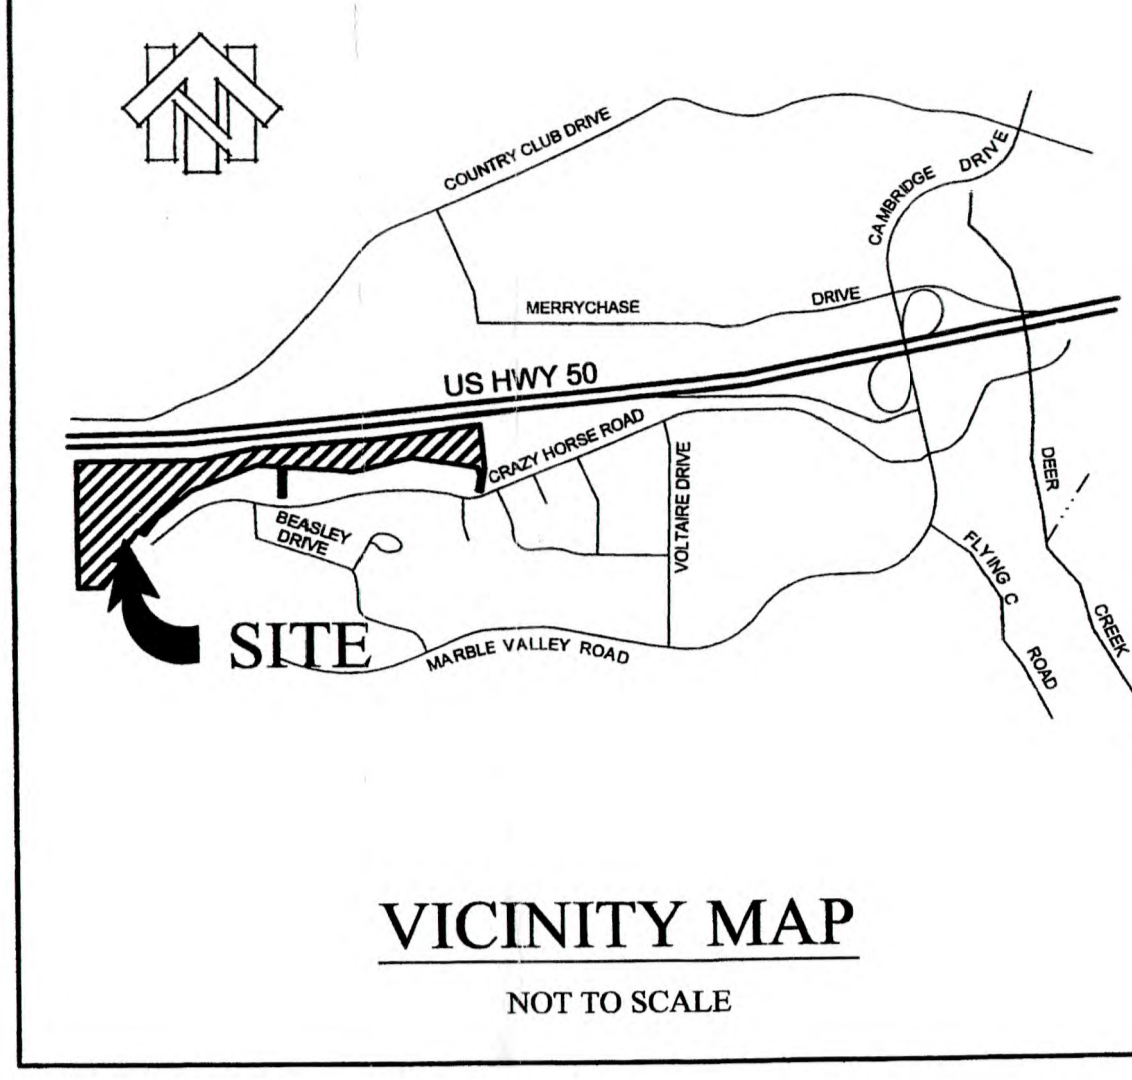 N
COUNTRY CLUB DRIVE
CAMBRIDGE DRIVE
MERRYCHASE DRIVE
US HWY 50
CRAZY HORSE ROAD
VOLTAIRE DRIVE
BEASLEY
DRIVE
DEER CREEK
FLYING C ROAD
SITE
MARBLE VALLEY ROAD
VICINITY MAP
NOT TO SCALE